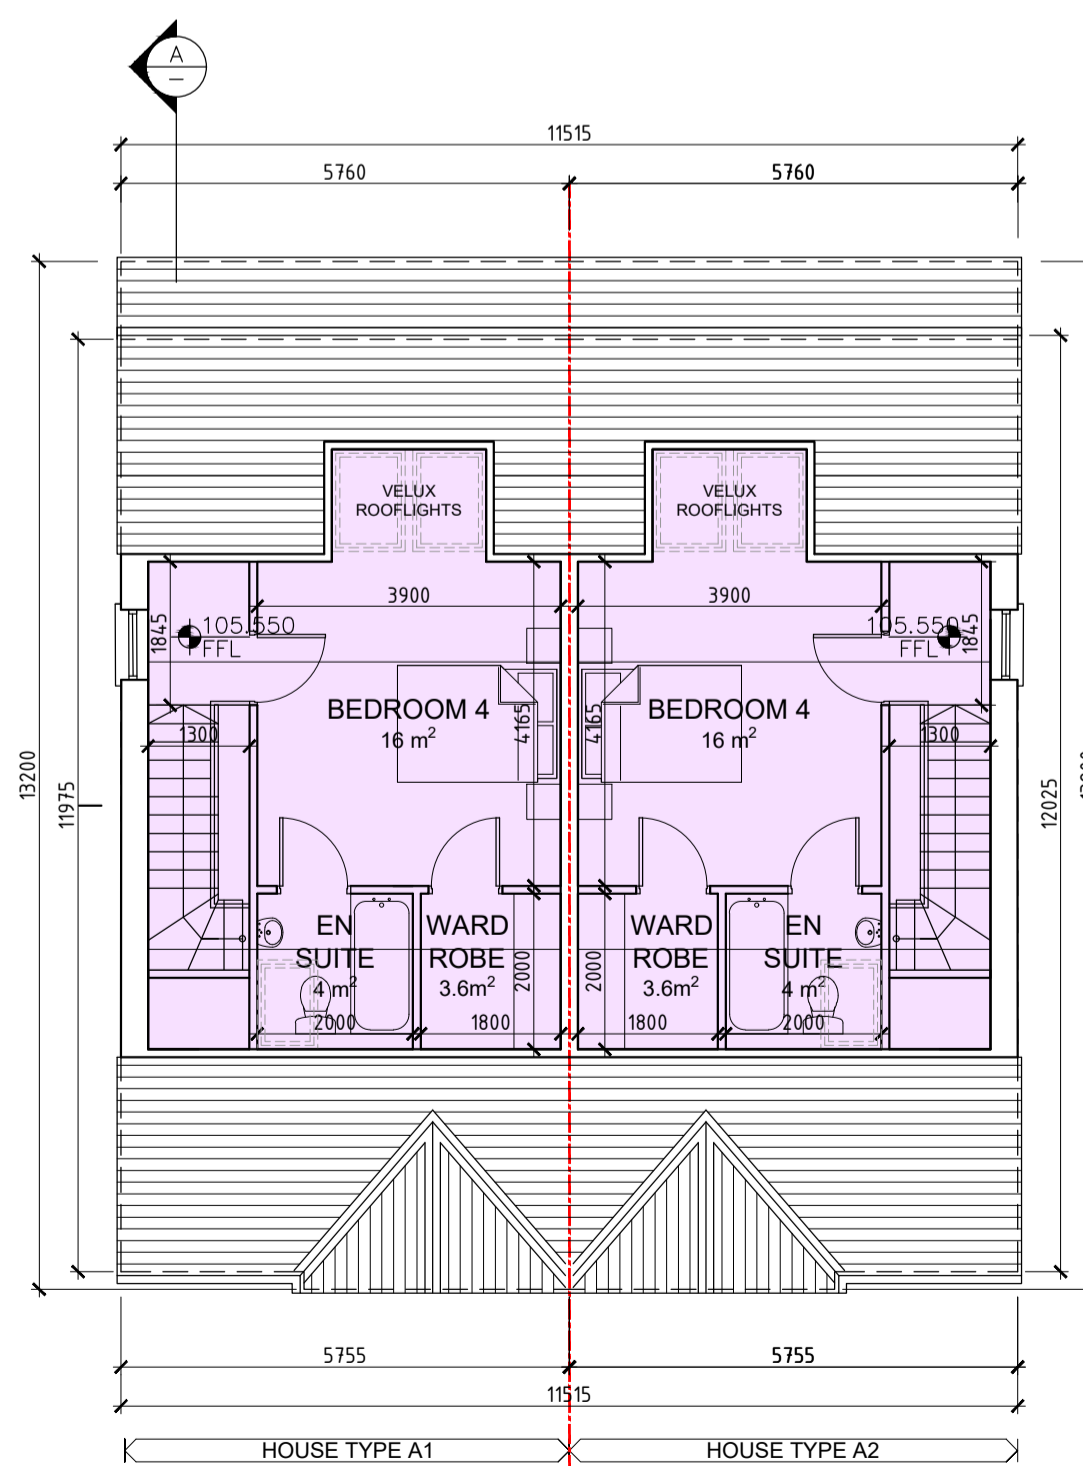 A
11515
5760
5760
VELUX
ROOFLIGHTS
VELUX
ROOFLIGHTS
3900
3900
1845
105.550
FFL
105.550
FFL
1845
BEDROOM 4
16 m²
4165
4165
BEDROOM 4
16 m²
1300
1300
13200
11975
12025
EN
SUITE
4 m²
WARD
ROBE
3.6m²
2000
2000
WARD
ROBE
3.6m²
EN
SUITE
4 m²
2000
1800
1800
2000
5755
5755
11515
HOUSE TYPE A1
HOUSE TYPE A2